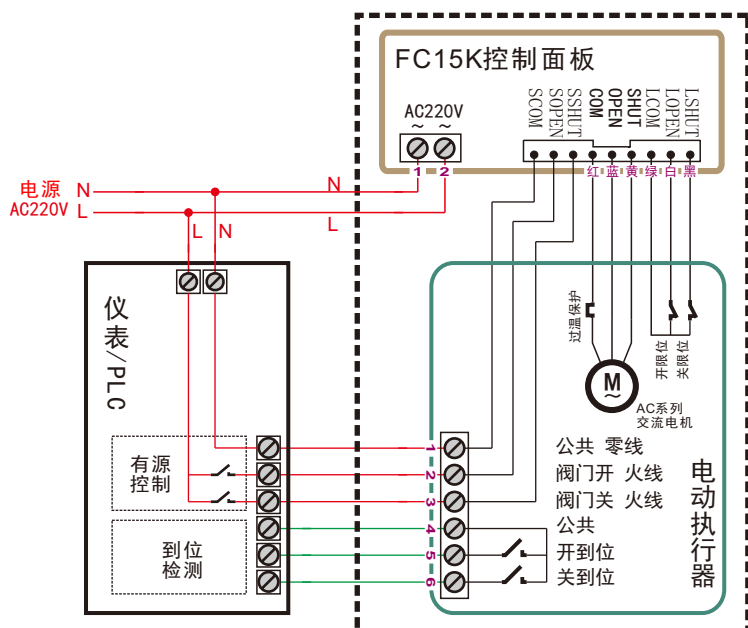 FC15K控制面板
AC220V
~ ~
1 2
SCOM
SOPEN
SSHUT
COM
OPEN
SHUT
LCOM
LOPEN
LSHUT
红 蓝 黄 绿 白 黑
电源 N
AC220V L
N
L
L N
仪表/PLC
有源
控制
到位
检测
过温保护
M
~
AC系列
交流电机
开限位
关限位
1 公共 零线
2 阀门开 火线
3 阀门关 火线
4 公共
5 开到位
6 关到位
电动执行器